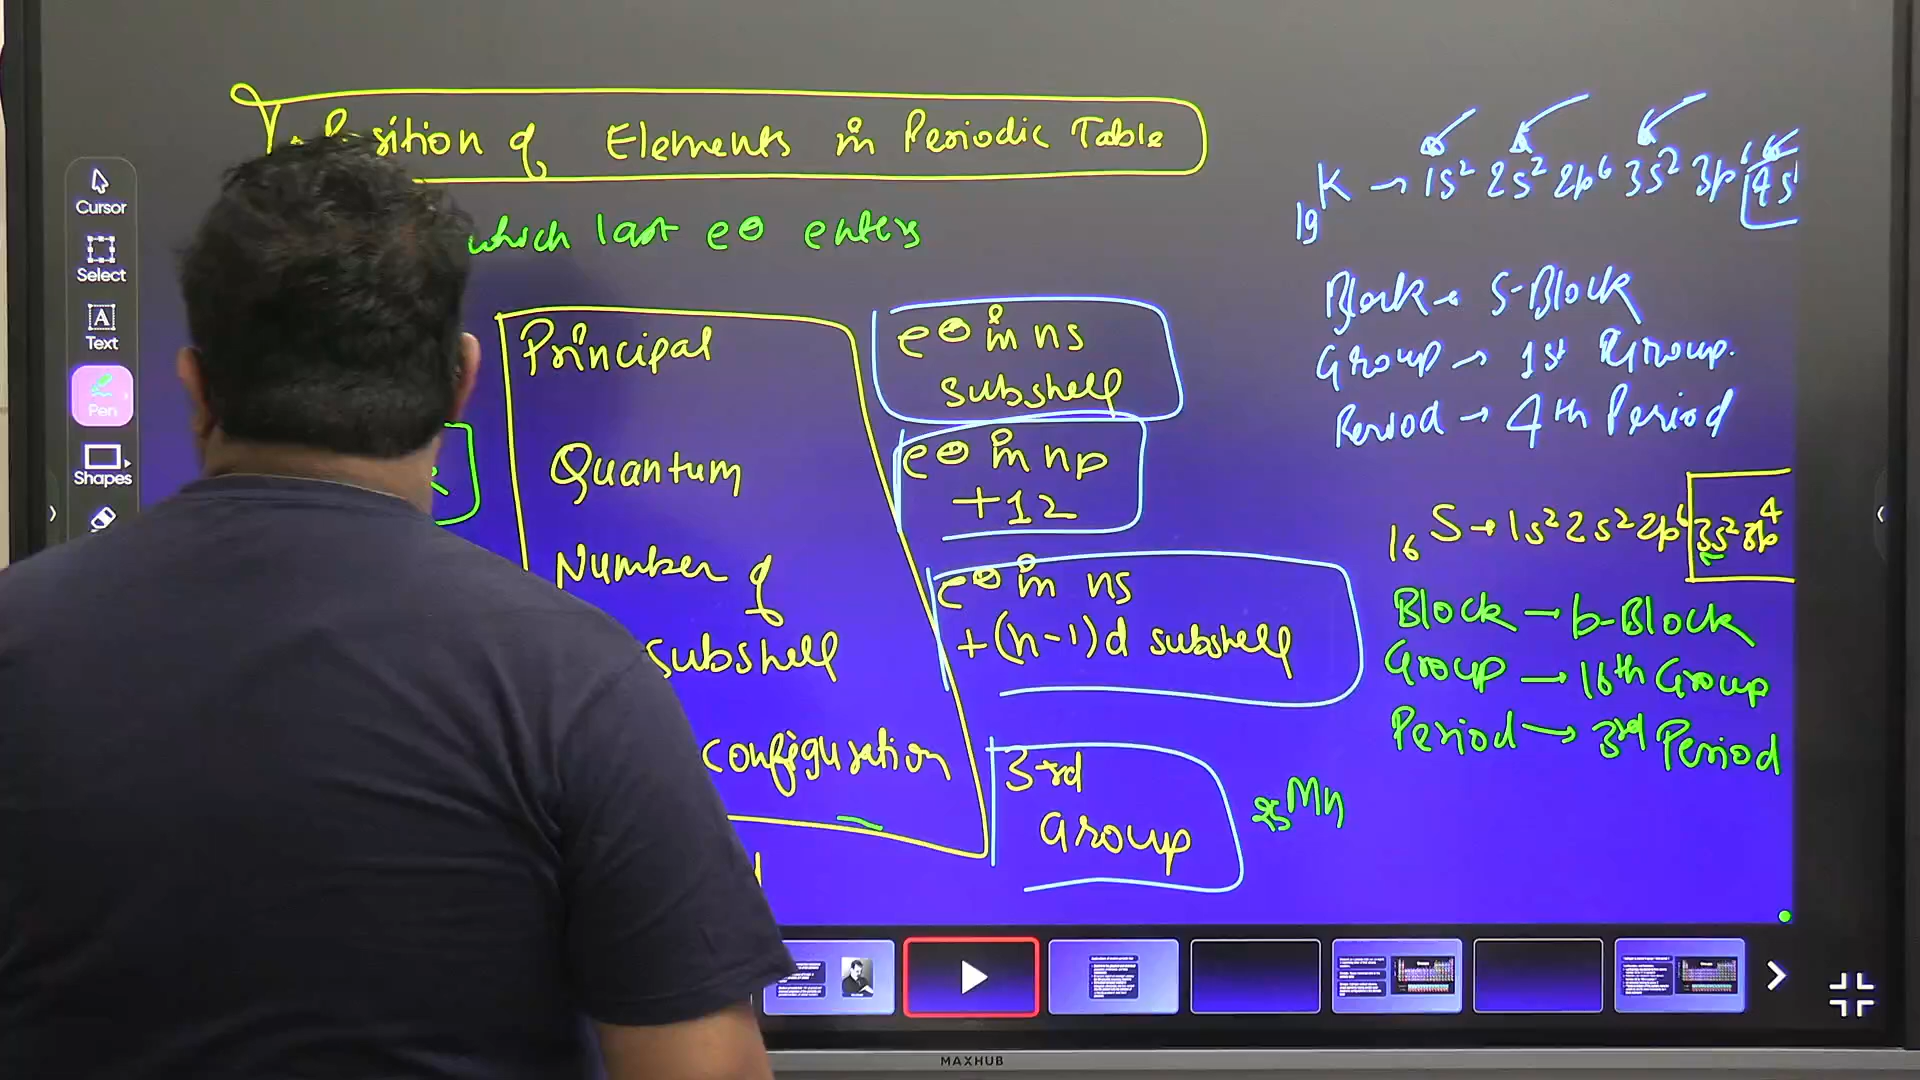 Position of Elements in Periodic Table
which last e⊖ enters
Principal
Quantum
Number of
subshell
configuration
e⊖ in ns
subshell
e⊖ in np
+12
e⊖ in ns
+(n-1)d subshell
3rd
Group
25Mn
19K → 1s² 2s² 2p⁶ 3s² 3p⁶ 4s¹
Block → S-Block
Group → 1st Group.
Period → 4th Period
16S → 1s² 2s² 2p⁶ 3s² 3p⁴
Block → p-Block
Group → 16th Group
Period → 3rd Period
Cursor
Select
A
Text
Pen
Shapes
MAXHUB